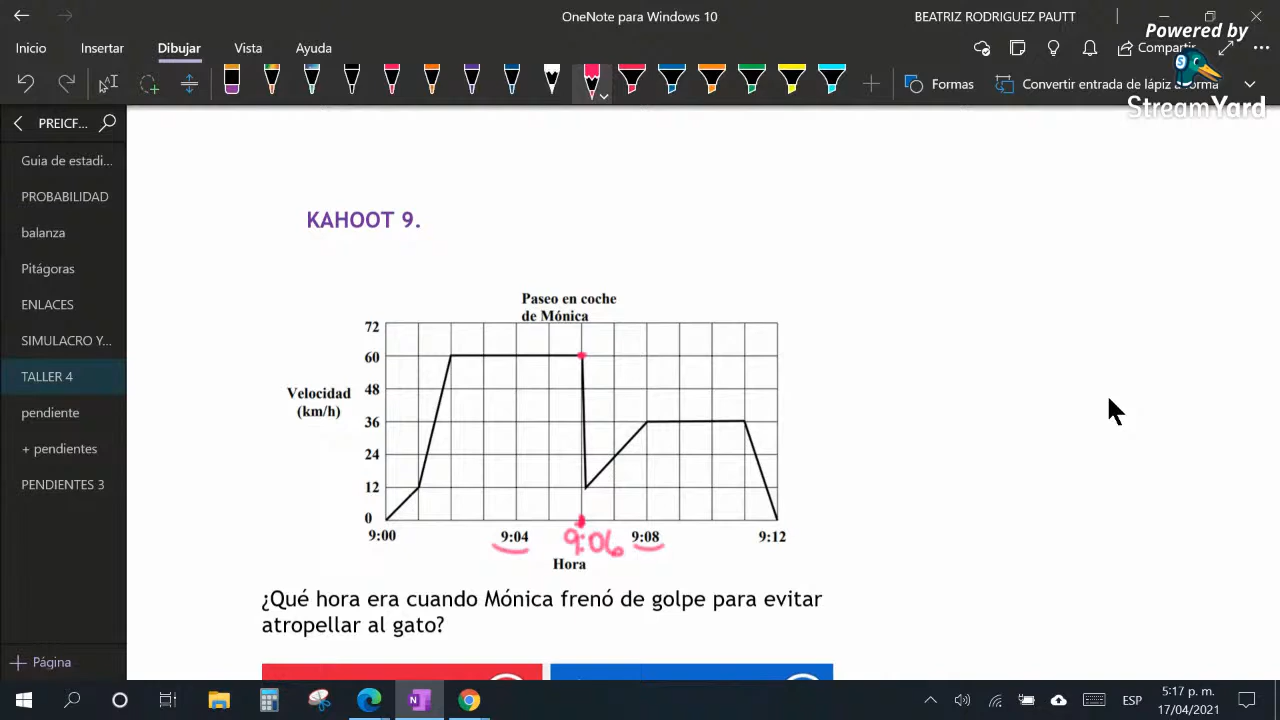 OneNote para Windows 10
BEATRIZ RODRIGUEZ PAUTT
Powered by
StreamYard
Inicio
Insertar
Dibujar
Vista
Ayuda
Compartir
Formas
Convertir entrada de lápiz a forma
PREICF...
Guia de estadi...
PROBABILIDAD
balanza
Pitágoras
ENLACES
SIMULACRO Y...
TALLER 4
pendiente
+ pendientes
PENDIENTES 3
Página
KAHOOT 9.
Paseo en coche
de Mónica
72
60
Velocidad
(km/h)
48
36
24
12
0
9:00
9:04
9:06
9:08
9:12
Hora
¿Qué hora era cuando Mónica frenó de golpe para evitar
atropellar al gato?
ESP
5:17 p. m.
17/04/2021